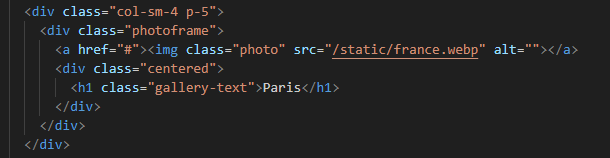 <div class="col-sm-4 p-5">
<div class="photoframe">
<a href="#"><img class="photo" src="/static/france.webp" alt=""></a>
<div class="centered">
<h1 class="gallery-text">Paris</h1>
</div>
</div>
</div>